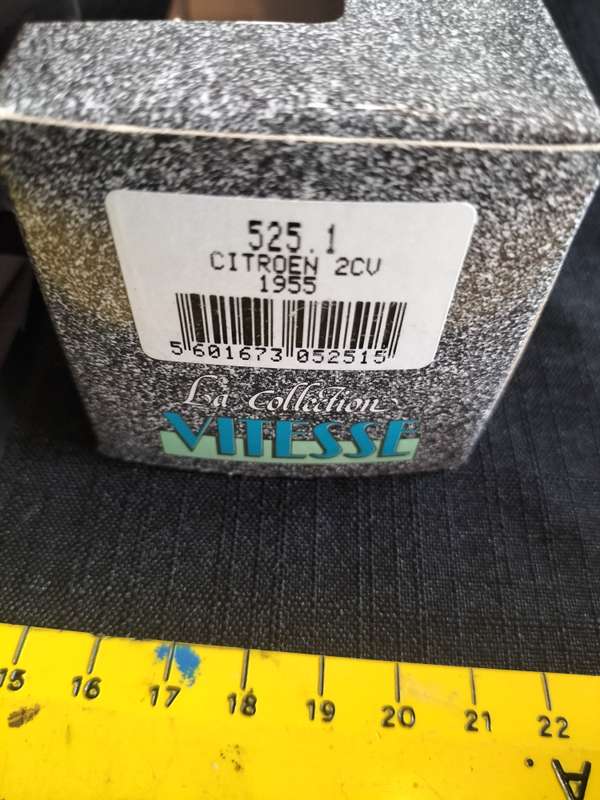 525.1
CITROEN 2CV
1955
5 601673 052515
La Collection
VITESSE
15 16 17 18 19 20 21 22
A.